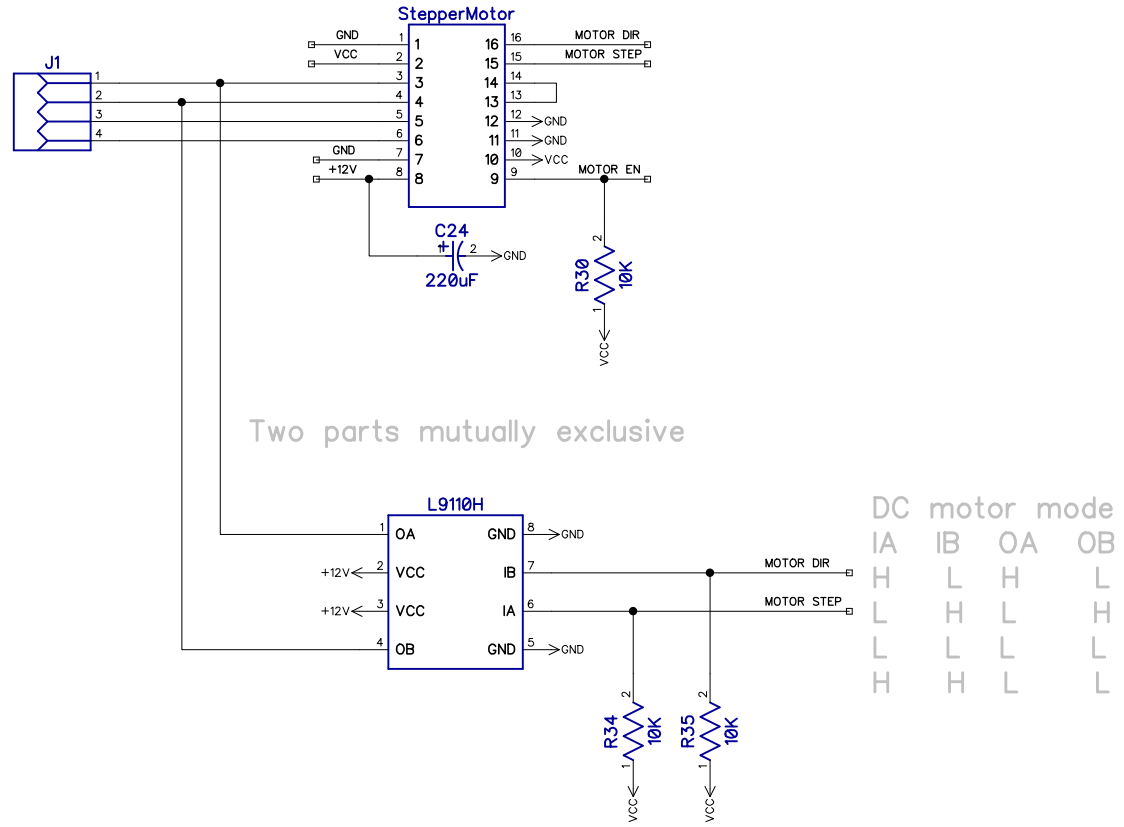 StepperMotor
GND 1 1 16 16 MOTOR DIR
VCC 2 2 15 15 MOTOR STEP
J1
1 3 3 14 14
2 4 4 13 13
3 5 5 12 12 GND
4 6 6 11 11 GND
GND 7 7 10 10 VCC
+12V 8 8 9 9 MOTOR EN
C24
1 + 2 GND
220uF
2
R30 10K
1
VCC
Two parts mutually exclusive
L9110H
1 OA GND 8 GND
+12V 2 VCC IB 7 MOTOR DIR
+12V 3 VCC IA 6 MOTOR STEP
4 OB GND 5 GND
2 2
R34 10K R35 10K
1 1
VCC VCC
DC motor mode
IA IB OA OB
H L H L
L H L H
L L L L
H H L L